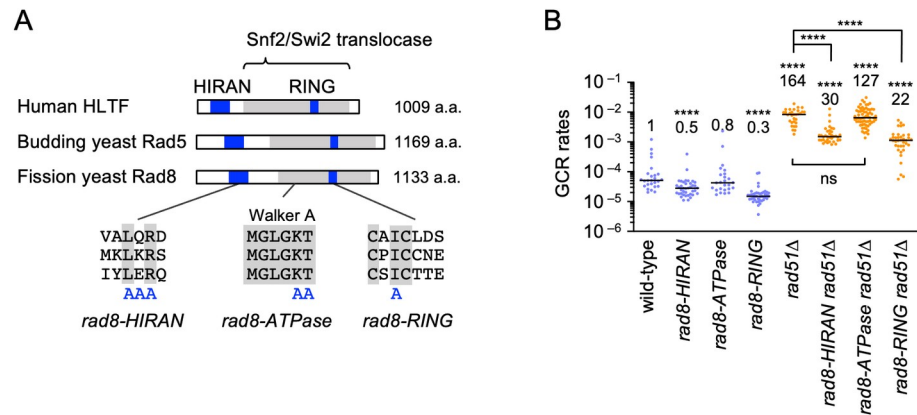 A
Snf2/Swi2 translocase
HIRAN RING
Human HLTF 1009 a.a.
Budding yeast Rad5 1169 a.a.
Fission yeast Rad8 1133 a.a.
Walker A
VALQRD MGLGKT CAICLDS
MKLKRS MGLGKT CPICCNE
IYLERQ MGLGKT CSICTTE
AAA AA A
rad8-HIRAN rad8-ATPase rad8-RING
B
****
****
**** ****
164 **** 127 ****
30 22
**** ****
1 0.5 0.8 0.3
GCR rates
10−1
10−2
10−3
10−4
10−5
10−6
ns
wild-type
rad8-HIRAN
rad8-ATPase
rad8-RING
rad51Δ
rad8-HIRAN rad51Δ
rad8-ATPase rad51Δ
rad8-RING rad51Δ